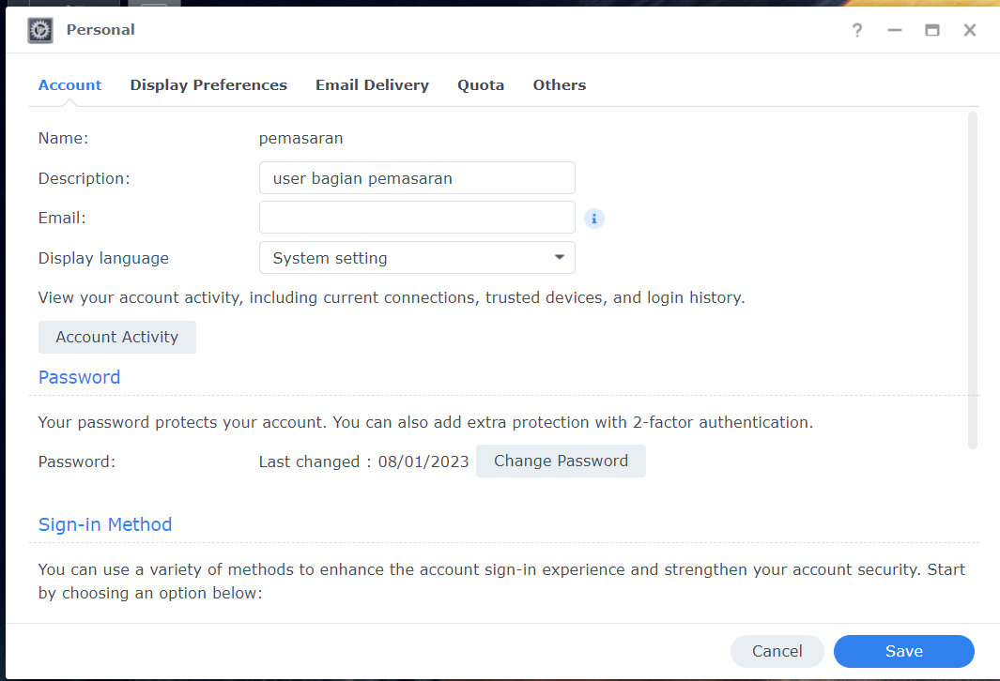 Personal
?
Account Display Preferences Email Delivery Quota Others
Name: pemasaran
Description: user bagian pemasaran
Email: i
Display language System setting
View your account activity, including current connections, trusted devices, and login history.
Account Activity
Password
Your password protects your account. You can also add extra protection with 2-factor authentication.
Password: Last changed : 08/01/2023 Change Password
Sign-in Method
You can use a variety of methods to enhance the account sign-in experience and strengthen your account security. Start
by choosing an option below:
Cancel Save